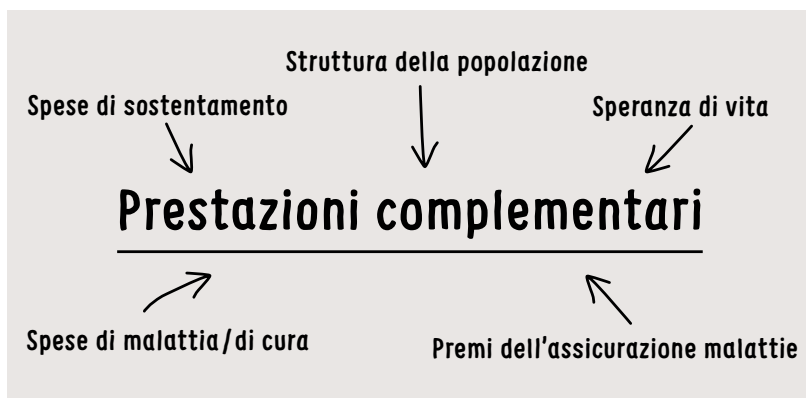 Struttura della popolazione
Spese di sostentamento
Speranza di vita
Prestazioni complementari
Spese di malattia/di cura
Premi dell'assicurazione malattie